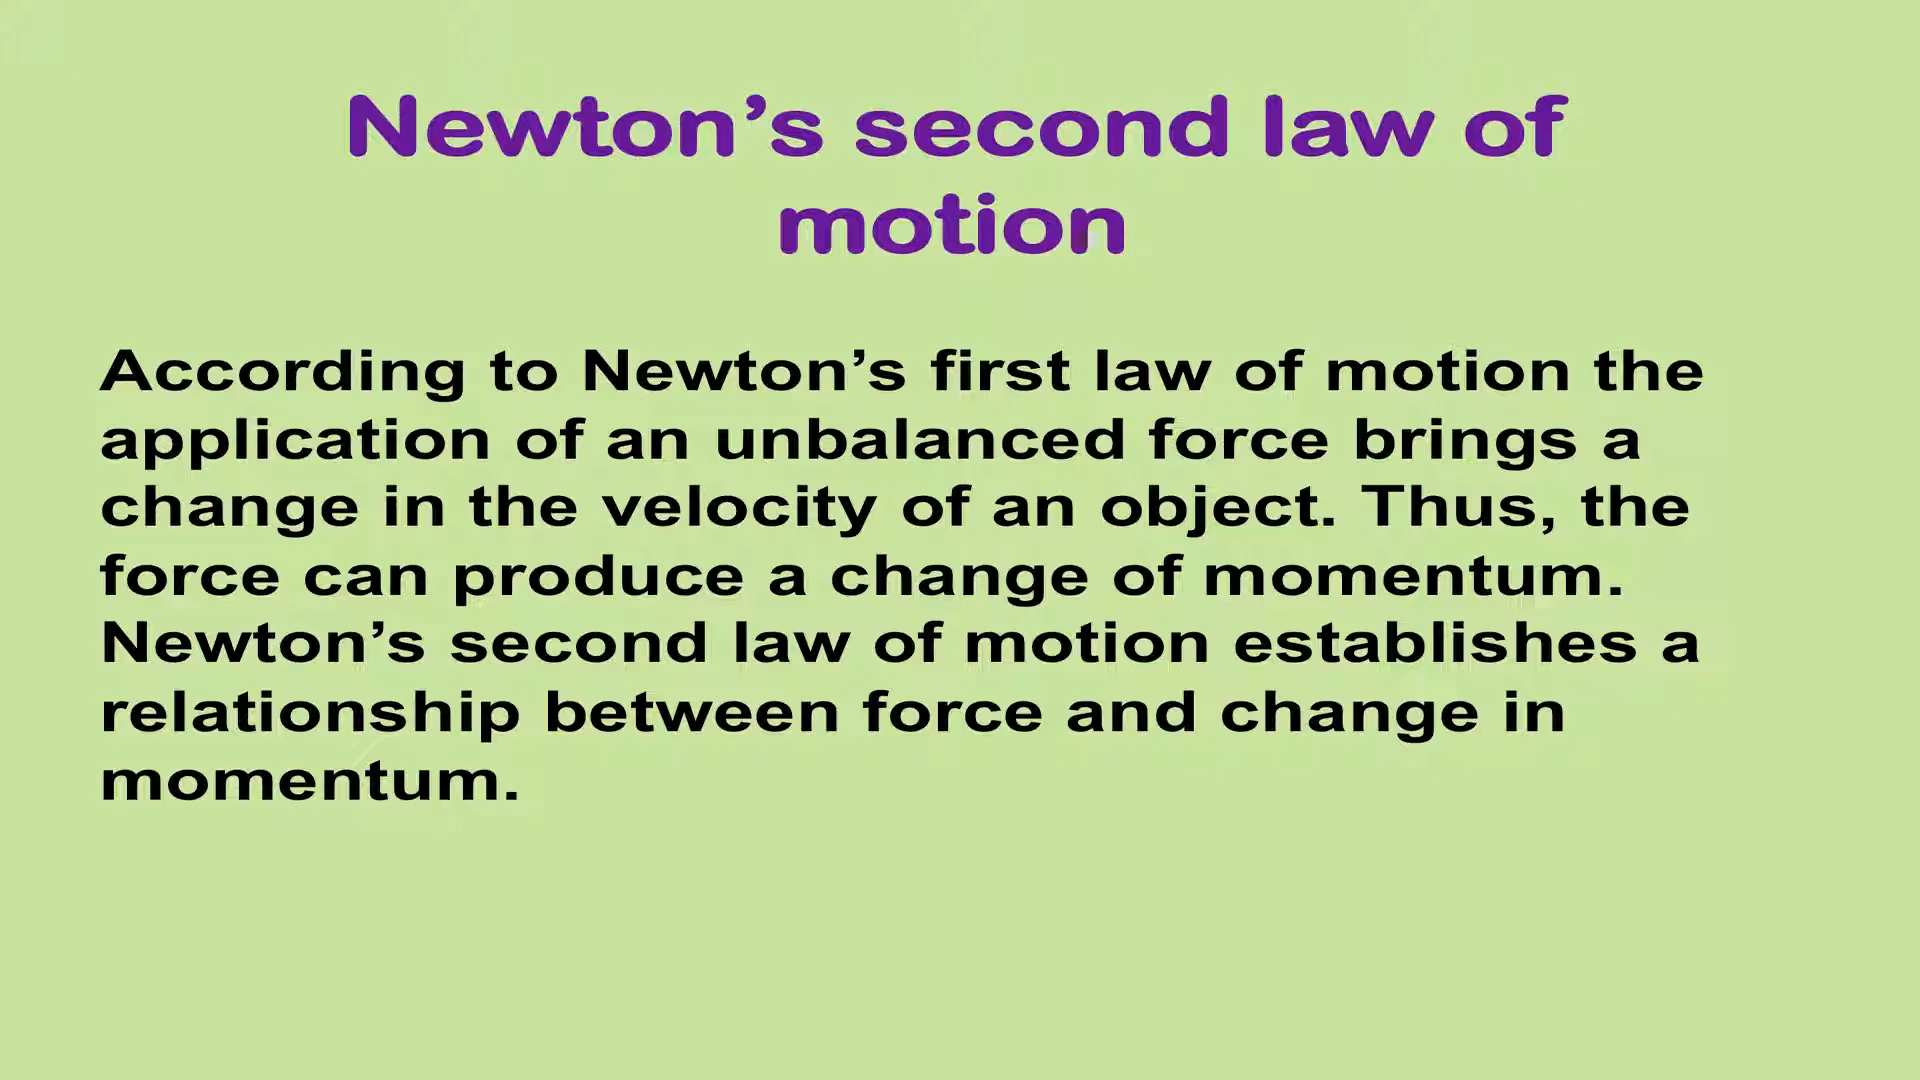 Newton’s second law of
motion
According to Newton’s first law of motion the
application of an unbalanced force brings a
change in the velocity of an object. Thus, the
force can produce a change of momentum.
Newton’s second law of motion establishes a
relationship between force and change in
momentum.